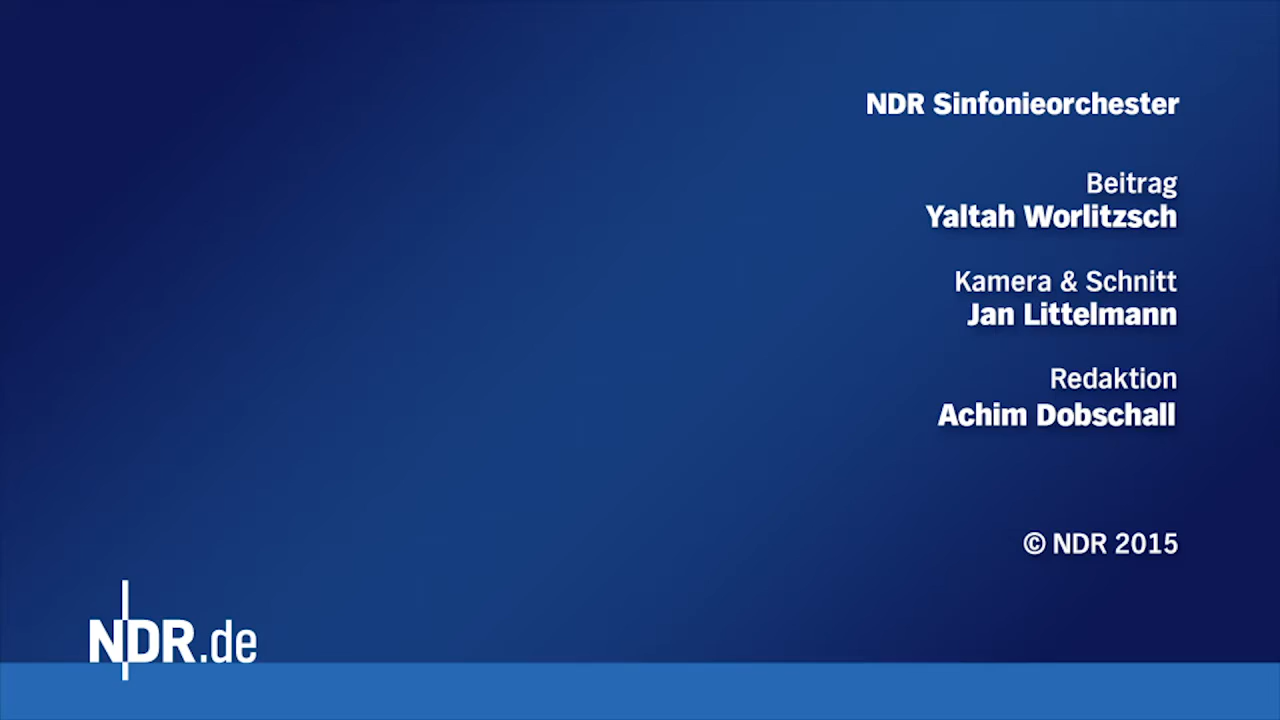 NDR Sinfonieorchester
Beitrag
Yaltah Worlitzsch
Kamera & Schnitt
Jan Littelmann
Redaktion
Achim Dobschall
© NDR 2015
NDR.de